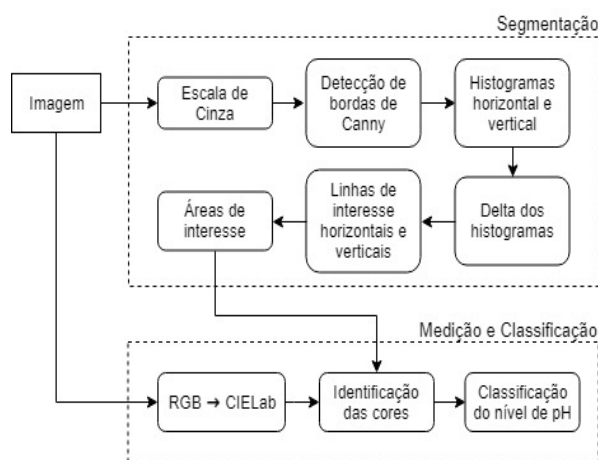 Segmentação
Imagem
Escala de
Cinza
Detecção de
bordas de
Canny
Histogramas
horizontal e
vertical
Delta dos
histogramas
Linhas de
interesse
horizontais e
verticais
Áreas de
interesse
Medição e Classificação
RGB → CIELab
Identificação
das cores
Classificação
do nível de pH